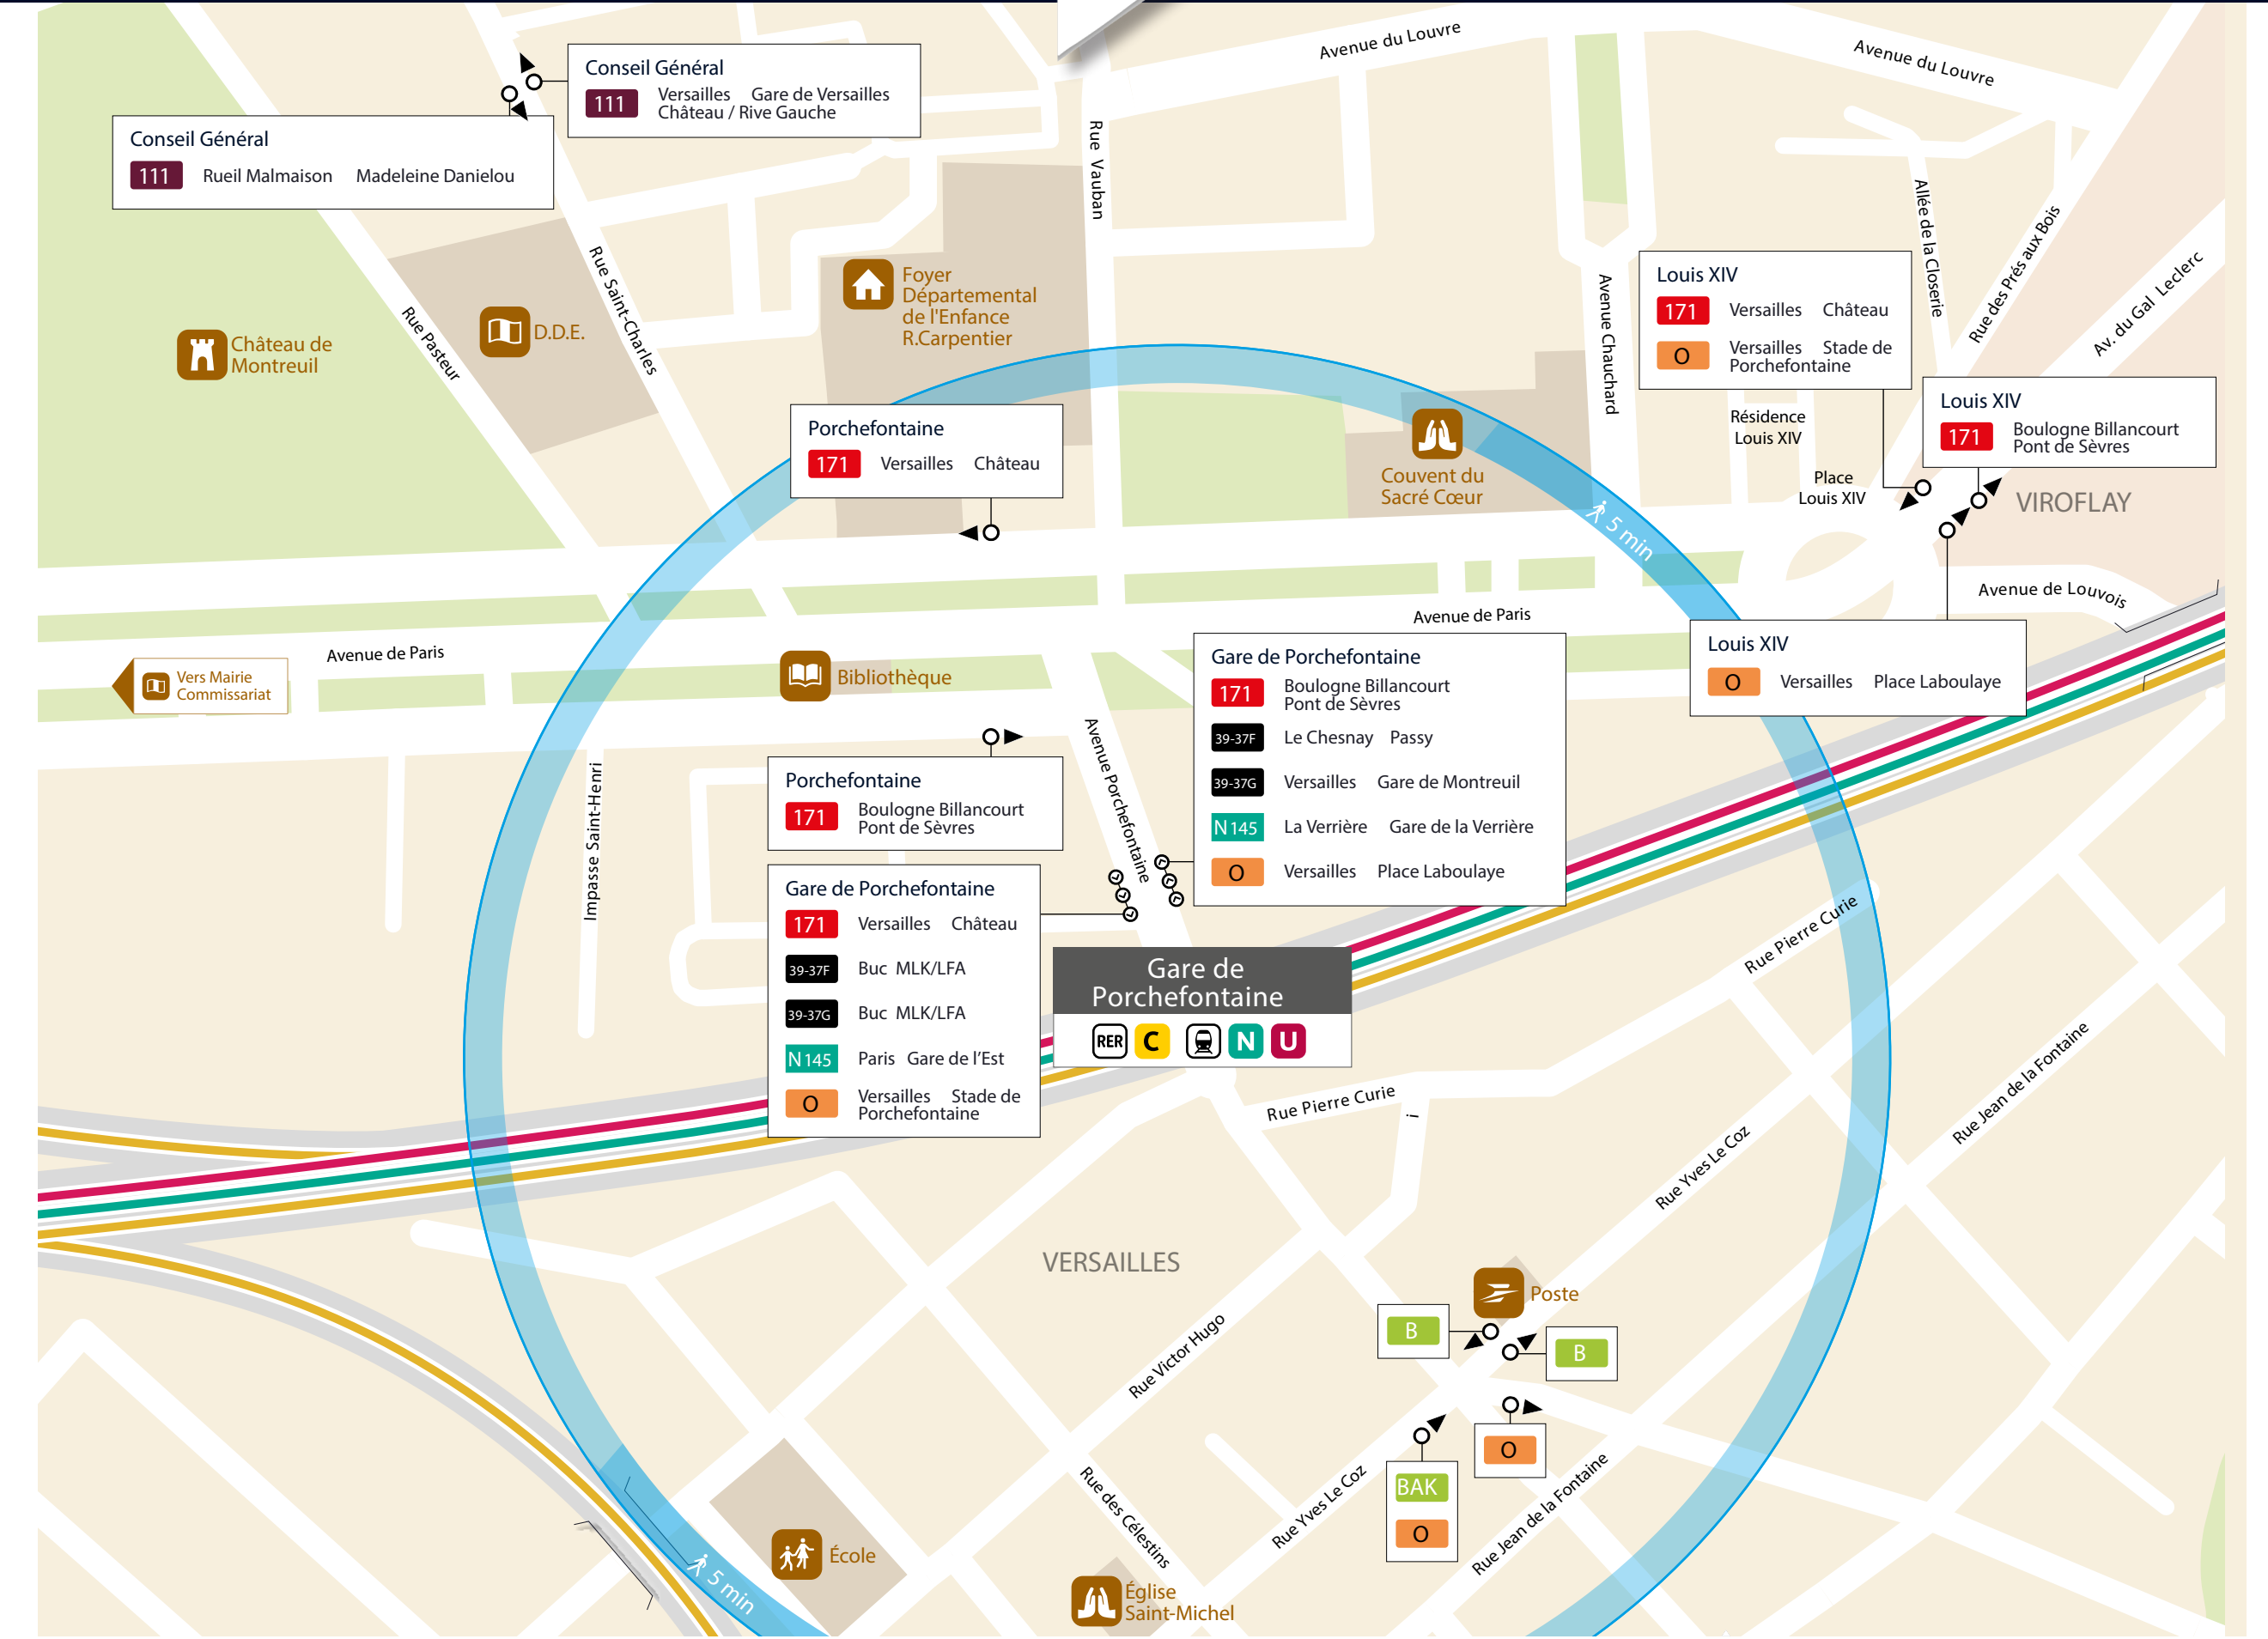 Conseil Général
111 Versailles Gare de Versailles
Château / Rive Gauche
Conseil Général
111 Rueil Malmaison Madeleine Danielou
Avenue du Louvre
Avenue du Louvre
Rue Vauban
Rue Saint-Charles
Rue Pasteur
Château de
Montreuil
D.D.E.
Foyer
Départemental
de l'Enfance
R.Carpentier
Avenue Chauchard
Allée de la Closerie
Rue des Prés aux Bois
Av. du Gal Leclerc
Louis XIV
171 Versailles Château
O Versailles Stade de
Porchefontaine
Louis XIV
171 Boulogne Billancourt
Pont de Sèvres
Résidence
Louis XIV
Place
Louis XIV
VIROFLAY
Porchefontaine
171 Versailles Château
Couvent du
Sacré Cœur
5 min
Avenue de Louvois
Avenue de Paris
Avenue de Paris
Vers Mairie
Commissariat
Bibliothèque
Louis XIV
O Versailles Place Laboulaye
Gare de Porchefontaine
171 Boulogne Billancourt
Pont de Sèvres
39-37F Le Chesnay Passy
39-37G Versailles Gare de Montreuil
N 145 La Verrière Gare de la Verrière
O Versailles Place Laboulaye
Avenue Porchefontaine
Impasse Saint-Henri
Porchefontaine
171 Boulogne Billancourt
Pont de Sèvres
Gare de Porchefontaine
171 Versailles Château
39-37F Buc MLK/LFA
39-37G Buc MLK/LFA
N 145 Paris Gare de l'Est
O Versailles Stade de
Porchefontaine
Gare de
Porchefontaine
RER C N U
Rue Pierre Curie
Rue Pierre Curie
i
Rue Jean de la Fontaine
Rue Yves Le Coz
VERSAILLES
Poste
B
B
Rue Victor Hugo
O
BAK
O
Rue Yves Le Coz
Rue Jean de la Fontaine
Rue des Célestins
École
5 min
Église
Saint-Michel